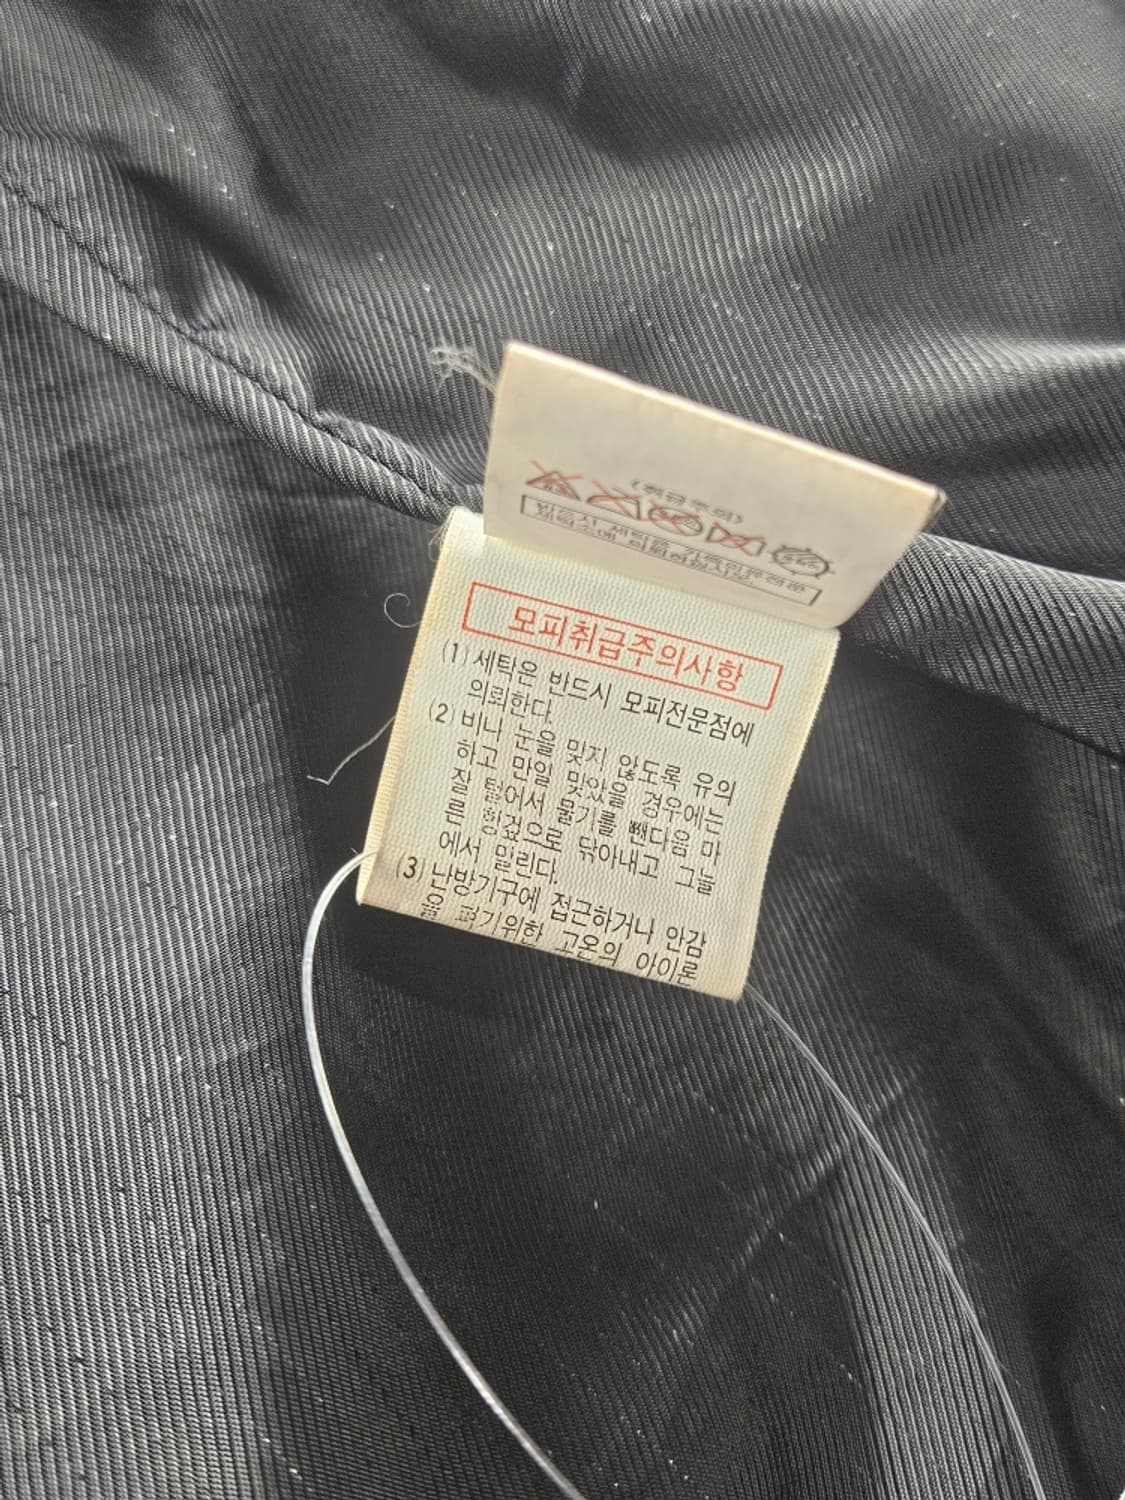 (취급주의)
모피취급주의사항
(1) 세탁은 반드시 모피전문점에
의뢰한다.
(2) 비나 눈을 맞지 않도록 유의
하고 만일 맞았을 경우에는
잘 털어서 물기를 뺀다음 마
른 헝겊으로 닦아내고 그늘
에서 말린다.
(3) 난방기구에 접근하거나 안감
을 펴기위한 고온의 아이론